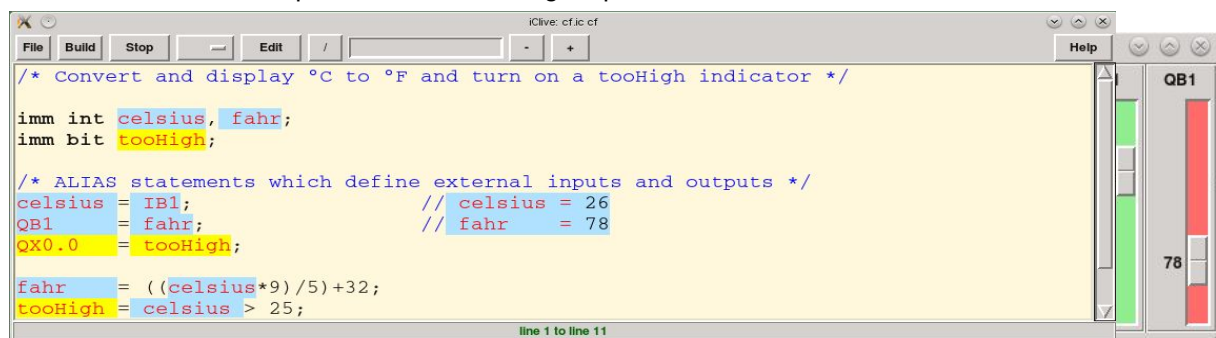 iClive: cf.ic cf
File Build Stop Edit / - + Help
/* Convert and display °C to °F and turn on a tooHigh indicator */
imm int celsius, fahr;
imm bit tooHigh;
/* ALIAS statements which define external inputs and outputs */
celsius = IB1; // celsius = 26
QB1 = fahr; // fahr = 78
QX0.0 = tooHigh;
fahr = ((celsius*9)/5)+32;
tooHigh = celsius > 25;
line 1 to line 11
QB1
78